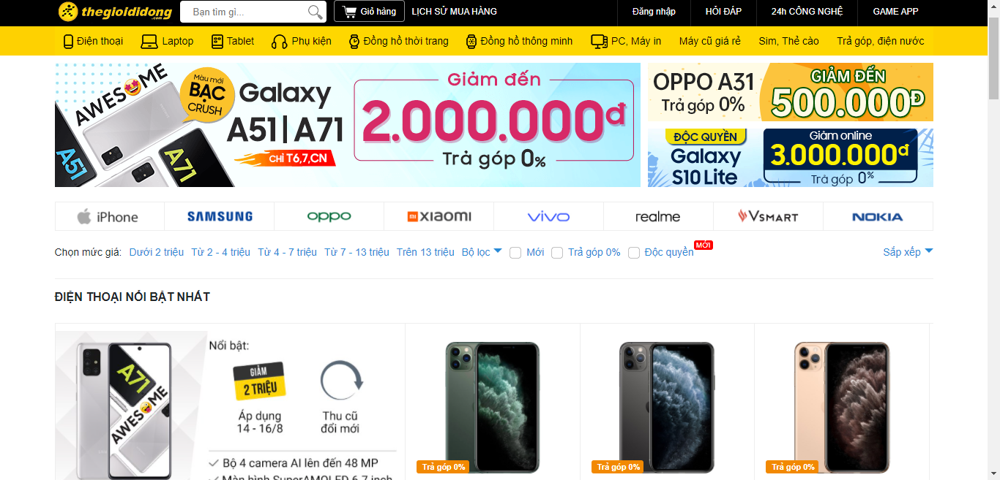 thegioididong
.com
Bạn tìm gì...
Giỏ hàng
LỊCH SỬ MUA HÀNG
Đăng nhập
HỎI ĐÁP
24h CÔNG NGHỆ
GAME APP
Điện thoại
Laptop
Tablet
Phụ kiện
Đồng hồ thời trang
Đồng hồ thông minh
PC, Máy in
Máy cũ giá rẻ
Sim, Thẻ cào
Trả góp, điện nước
AWESOME
Màu mới
BẠC
CRUSH
A51
A71
Galaxy
A51|A71
CHỈ T6,7,CN
Giảm đến
2.000.000đ
Trả góp 0%
OPPO A31
Trả góp 0%
GIẢM ĐẾN
500.000Đ
ĐỘC QUYỀN
Galaxy
S10 Lite
Giảm online
3.000.000đ
Trả góp 0%
iPhone
SAMSUNG
oppo
mi xiaomi
vivo
realme
VSMART
NOKIA
Chọn mức giá:
Dưới 2 triệu
Từ 2 - 4 triệu
Từ 4 - 7 triệu
Từ 7 - 13 triệu
Trên 13 triệu
Bộ lọc
Mới
Trả góp 0%
Độc quyền
MỚI
Sắp xếp
ĐIỆN THOẠI NỔI BẬT NHẤT
A71
AWESOME
Nổi bật:
GIẢM
2 TRIỆU
Áp dụng
14 - 16/8
Thu cũ
đổi mới
Bộ 4 camera AI lên đến 48 MP
Màn hình SuperAMOLED 6.7 inch
Trả góp 0%
Trả góp 0%
Trả góp 0%